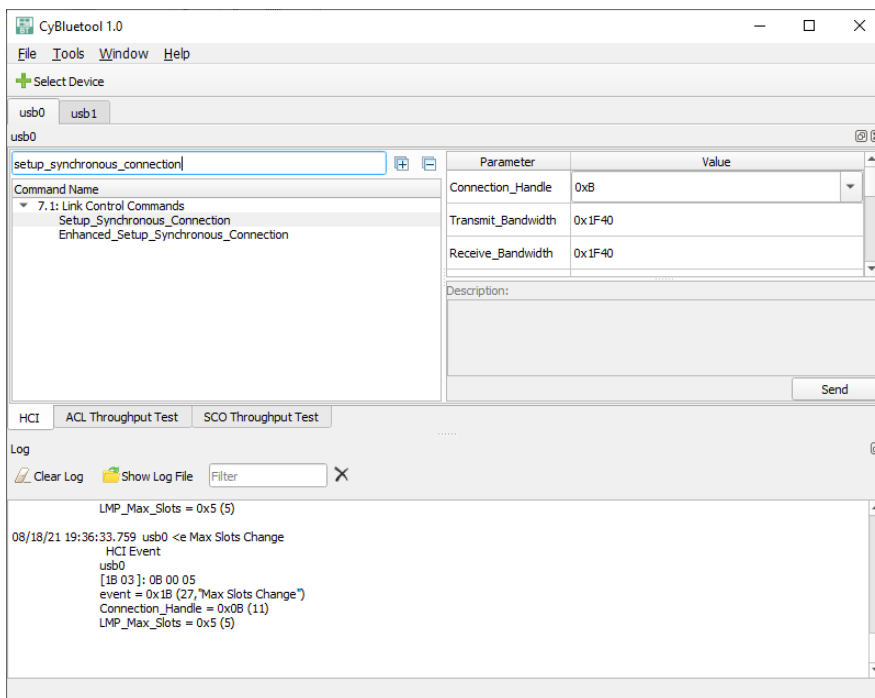 CyBluetool 1.0
File Tools Window Help
Select Device
usb0 usb1
usb0
setup_synchronous_connection
Command Name
7.1: Link Control Commands
Setup_Synchronous_Connection
Enhanced_Setup_Synchronous_Connection
Parameter Value
Connection_Handle 0xB
Transmit_Bandwidth 0x1F40
Receive_Bandwidth 0x1F40
Description:
Send
HCI ACL Throughput Test SCO Throughput Test
Log
Clear Log Show Log File Filter
LMP_Max_Slots = 0x5 (5)
08/18/21 19:36:33.759 usb0 <e Max Slots Change
HCI Event
usb0
[1B 03 ]: 0B 00 05
event = 0x1B (27,"Max Slots Change")
Connection_Handle = 0x0B (11)
LMP_Max_Slots = 0x5 (5)